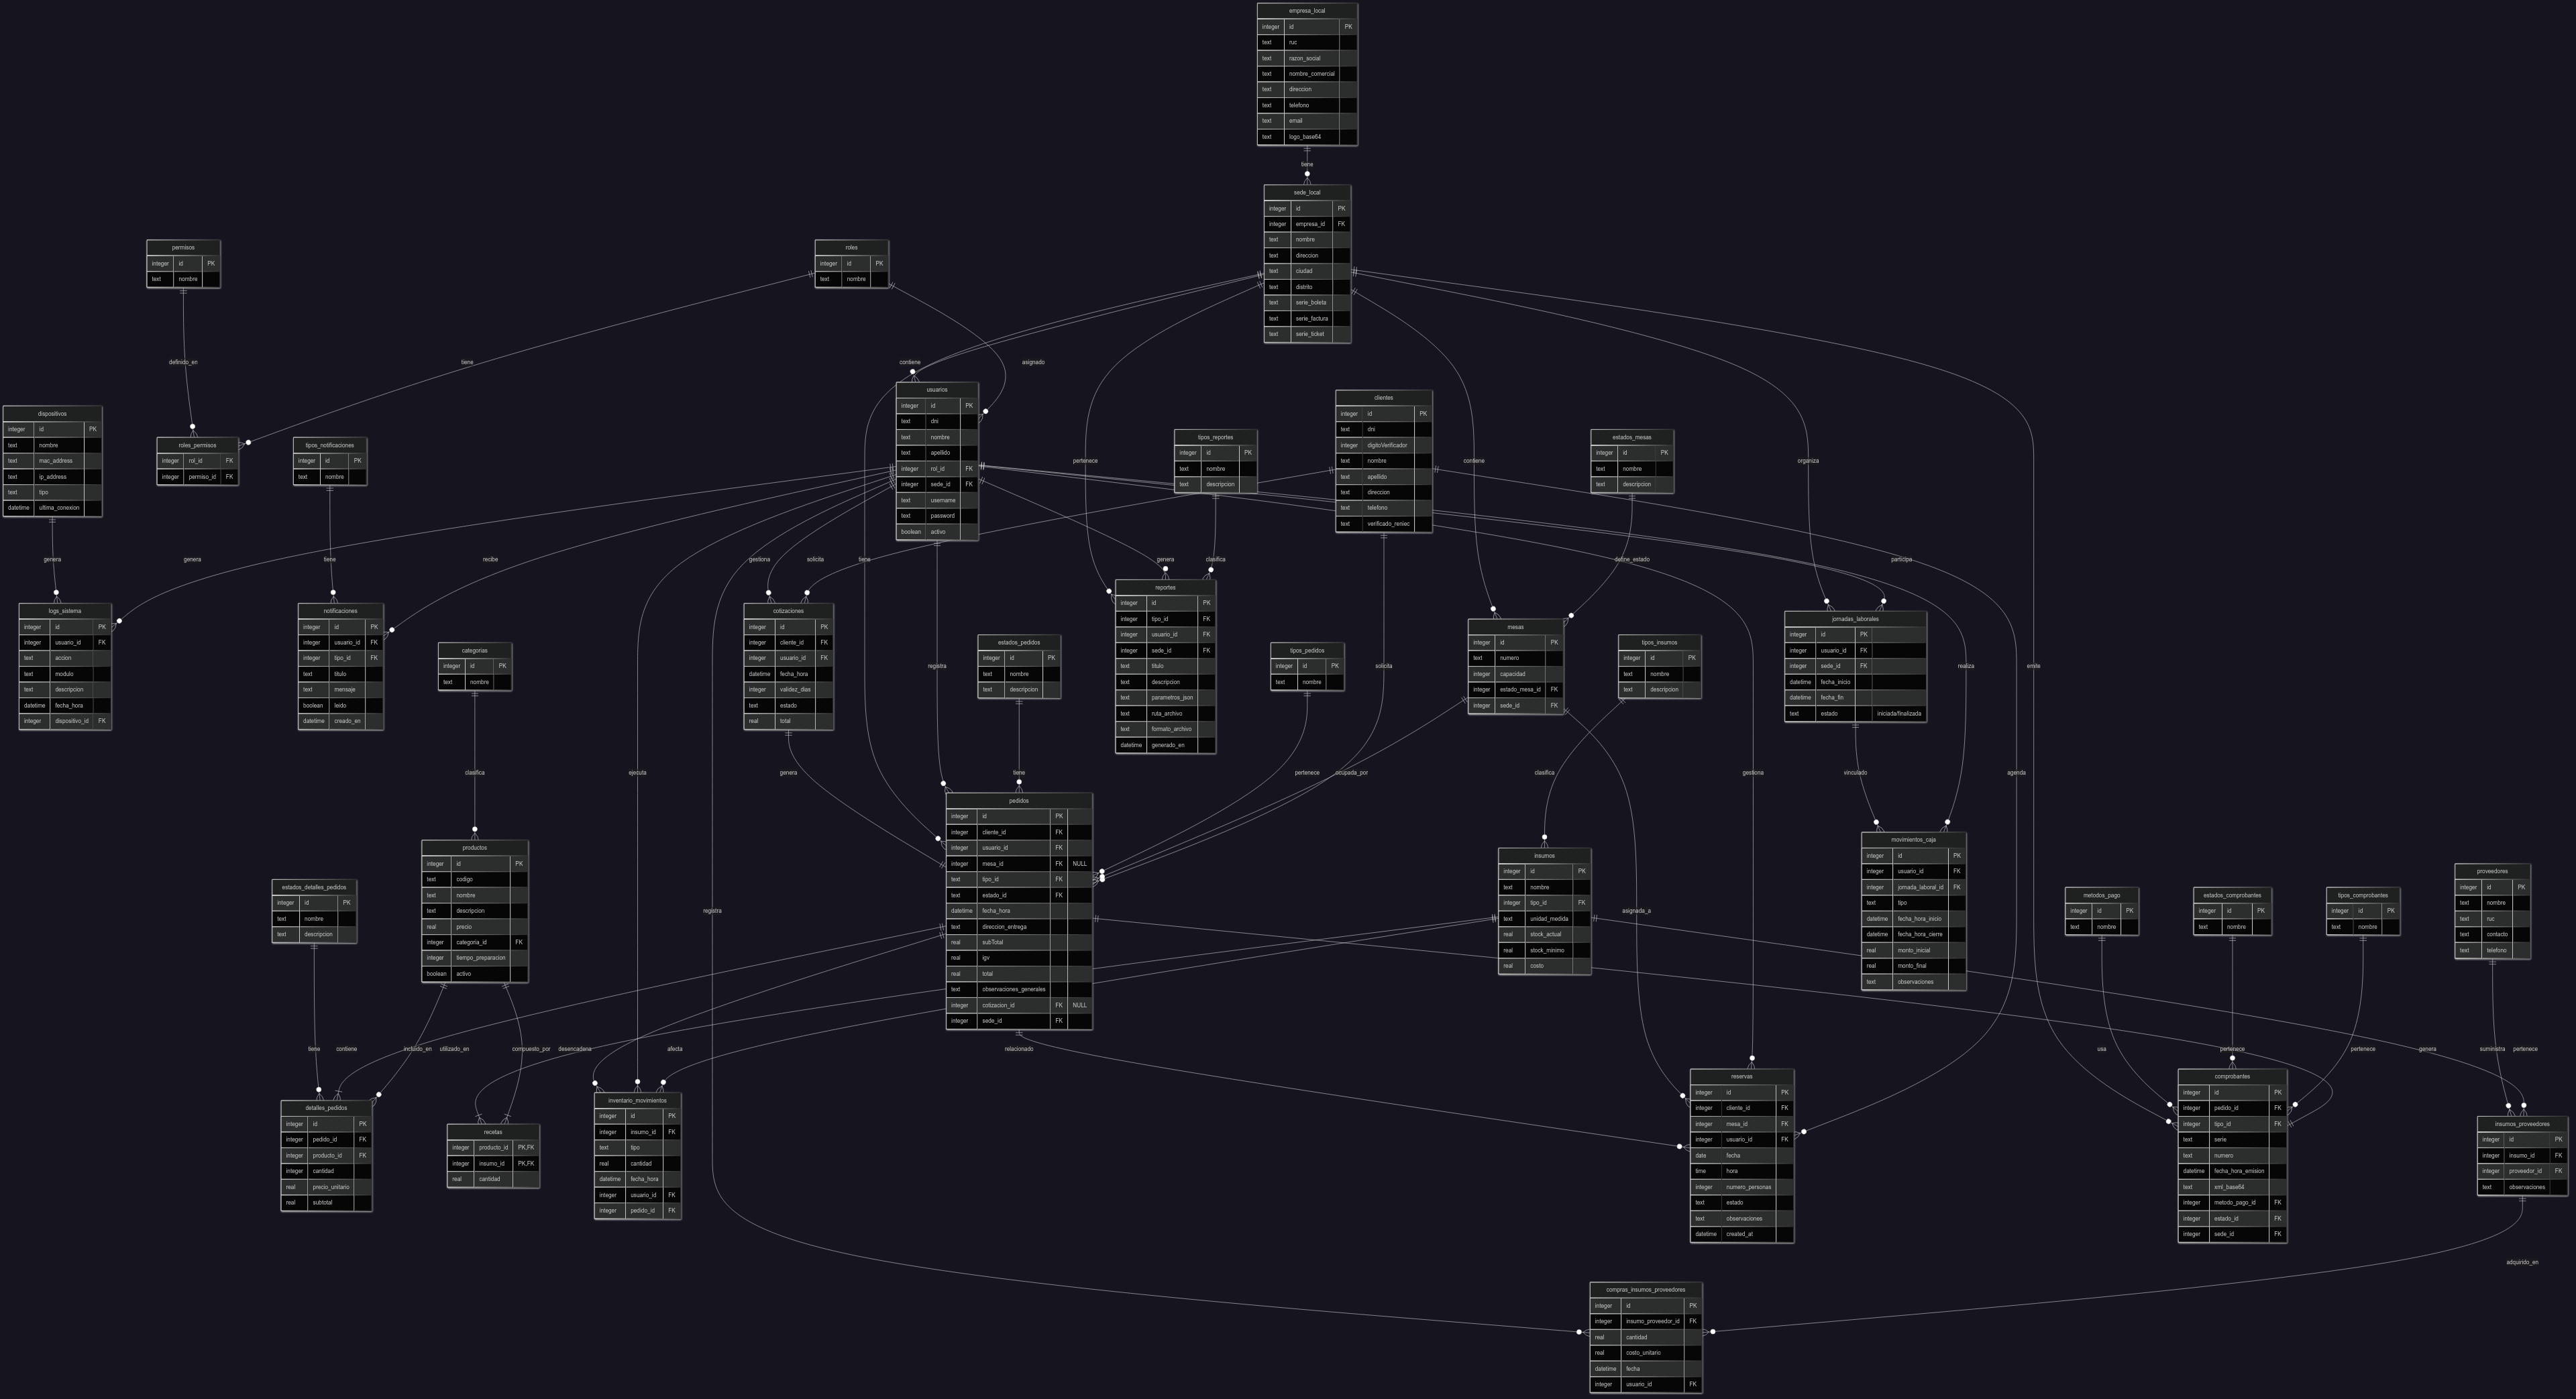 empresa_local
integer id PK
text ruc
text razon_social
text nombre_comercial
text direccion
text telefono
text email
text logo_base64
tiene
sede_local
integer id PK
integer empresa_id FK
text nombre
text direccion
text ciudad
text distrito
text serie_boleta
text serie_factura
text serie_ticket
permisos
integer id PK
text nombre
roles
integer id PK
text nombre
definido_en
tiene
contiene
asignado
usuarios
integer id PK
text dni
text nombre
text apellido
integer rol_id FK
integer sede_id FK
text username
text password
boolean activo
clientes
integer id PK
text dni
integer digitoVerificador
text nombre
text apellido
text direccion
text telefono
text verificado_reniec
dispositivos
integer id PK
text nombre
text mac_address
text ip_address
text tipo
datetime ultima_conexion
roles_permisos
integer rol_id FK
integer permiso_id FK
tipos_notificaciones
integer id PK
text nombre
tipos_reportes
integer id PK
text nombre
text descripcion
estados_mesas
integer id PK
text nombre
text descripcion
pertenece
contiene
organiza
genera
genera
tiene
recibe
gestiona
solicita
tiene
genera
clasifica
define_estado
participa
logs_sistema
integer id PK
integer usuario_id FK
text accion
text modulo
text descripcion
datetime fecha_hora
integer dispositivo_id FK
notificaciones
integer id PK
integer usuario_id FK
integer tipo_id FK
text titulo
text mensaje
boolean leido
datetime creado_en
categorias
integer id PK
text nombre
cotizaciones
integer id PK
integer cliente_id FK
integer usuario_id FK
datetime fecha_hora
integer validez_dias
text estado
real total
registra
estados_pedidos
integer id PK
text nombre
text descripcion
reportes
integer id PK
integer tipo_id FK
integer usuario_id FK
integer sede_id FK
text titulo
text descripcion
text parametros_json
text ruta_archivo
text formato_archivo
datetime generado_en
tipos_pedidos
integer id PK
text nombre
solicita
mesas
integer id PK
text numero
integer capacidad
integer estado_mesa_id FK
integer sede_id FK
tipos_insumos
integer id PK
text nombre
text descripcion
jornadas_laborales
integer id PK
integer usuario_id FK
integer sede_id FK
datetime fecha_inicio
datetime fecha_fin
text estado iniciada/finalizada
realiza
emite
clasifica
ejecuta
genera
tiene
pertenece
ocupada_por
clasifica
gestiona
vinculado
agenda
pedidos
integer id PK
integer cliente_id FK
integer usuario_id FK
integer mesa_id FK NULL
text tipo_id FK
text estado_id FK
datetime fecha_hora
text direccion_entrega
real subTotal
real igv
real total
text observaciones_generales
integer cotizacion_id FK NULL
integer sede_id FK
productos
integer id PK
text codigo
text nombre
text descripcion
real precio
integer categoria_id FK
integer tiempo_preparacion
boolean activo
estados_detalles_pedidos
integer id PK
text nombre
text descripcion
registra
insumos
integer id PK
text nombre
integer tipo_id FK
text unidad_medida
real stock_actual
real stock_minimo
real costo
asignada_a
movimientos_caja
integer id PK
integer usuario_id FK
integer jornada_laboral_id FK
text tipo
datetime fecha_hora_inicio
datetime fecha_hora_cierre
real monto_inicial
real monto_final
text observaciones
metodos_pago
integer id PK
text nombre
estados_comprobantes
integer id PK
text nombre
tipos_comprobantes
integer id PK
text nombre
proveedores
integer id PK
text nombre
text ruc
text contacto
text telefono
tiene
contiene
incluido_en
utilizado_en
compuesto_por
desencadena
afecta
relacionado
usa
pertenece
pertenece
genera
suministra
pertenece
detalles_pedidos
integer id PK
integer pedido_id FK
integer producto_id FK
integer cantidad
real precio_unitario
real subtotal
recetas
integer producto_id PK,FK
integer insumo_id PK,FK
real cantidad
inventario_movimientos
integer id PK
integer insumo_id FK
text tipo
real cantidad
datetime fecha_hora
integer usuario_id FK
integer pedido_id FK
reservas
integer id PK
integer cliente_id FK
integer mesa_id FK
integer usuario_id FK
date fecha
time hora
integer numero_personas
text estado
text observaciones
datetime created_at
comprobantes
integer id PK
integer pedido_id FK
integer tipo_id FK
text serie
text numero
datetime fecha_hora_emision
text xml_base64
integer metodo_pago_id FK
integer estado_id FK
integer sede_id FK
insumos_proveedores
integer id PK
integer insumo_id FK
integer proveedor_id FK
text observaciones
adquirido_en
compras_insumos_proveedores
integer id PK
integer insumo_proveedor_id FK
real cantidad
real costo_unitario
datetime fecha
integer usuario_id FK